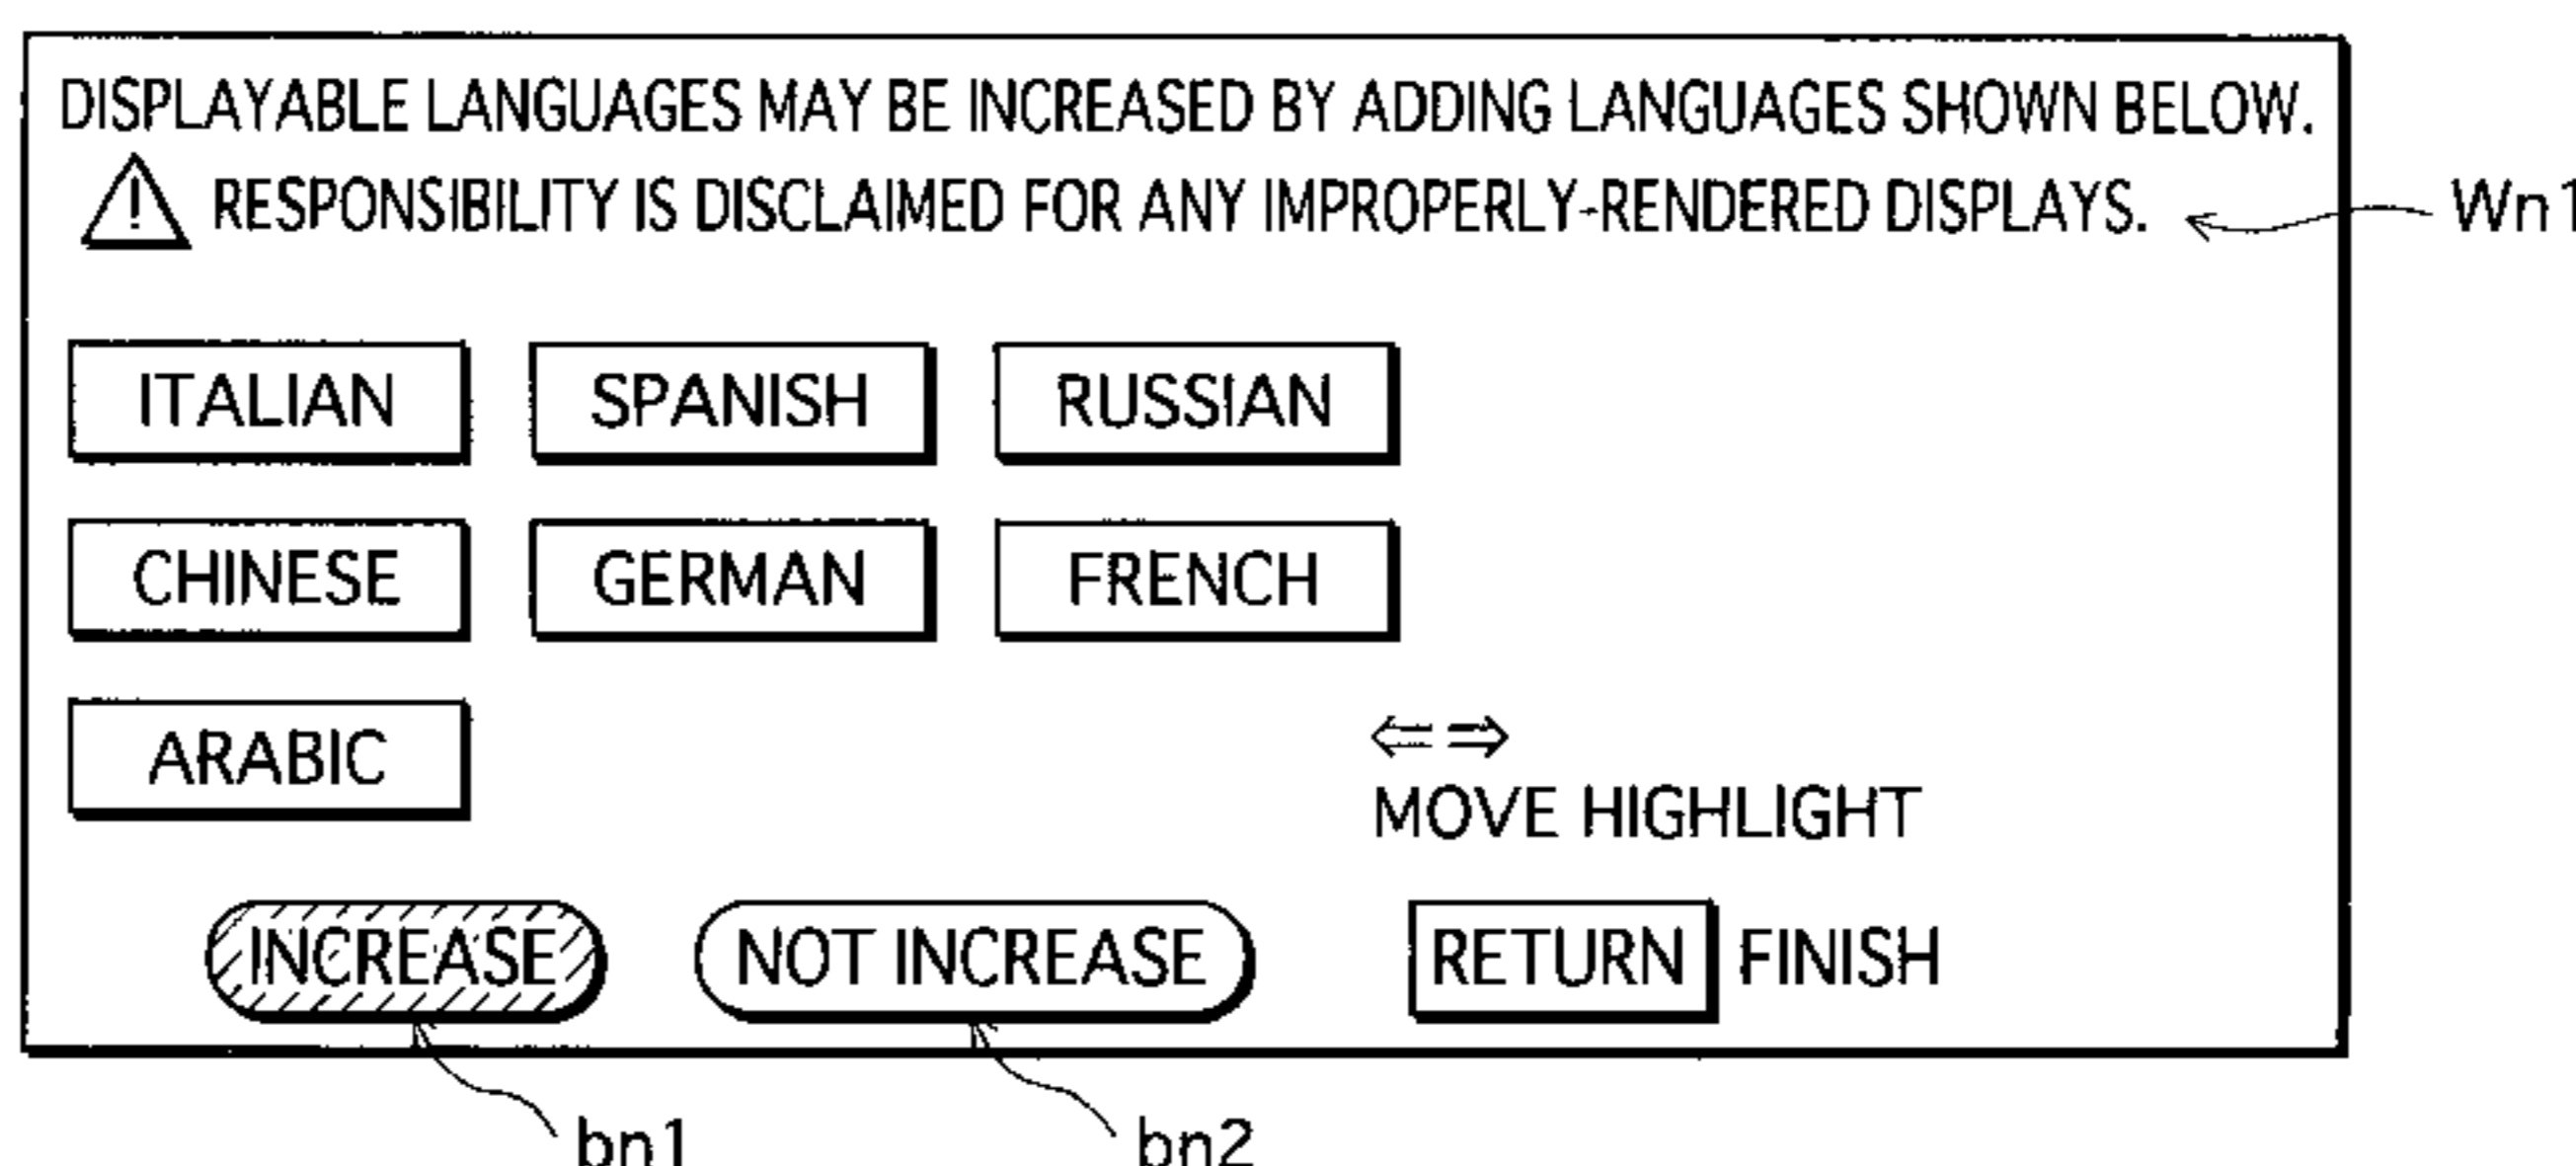 DISPLAYABLE LANGUAGES MAY BE INCREASED BY ADDING LANGUAGES SHOWN BELOW.
! RESPONSIBILITY IS DISCLAIMED FOR ANY IMPROPERLY-RENDERED DISPLAYS.
Wn1
ITALIAN SPANISH RUSSIAN
CHINESE GERMAN FRENCH
ARABIC
⇐ ⇒
MOVE HIGHLIGHT
INCREASE NOT INCREASE RETURN FINISH
bn1 bn2